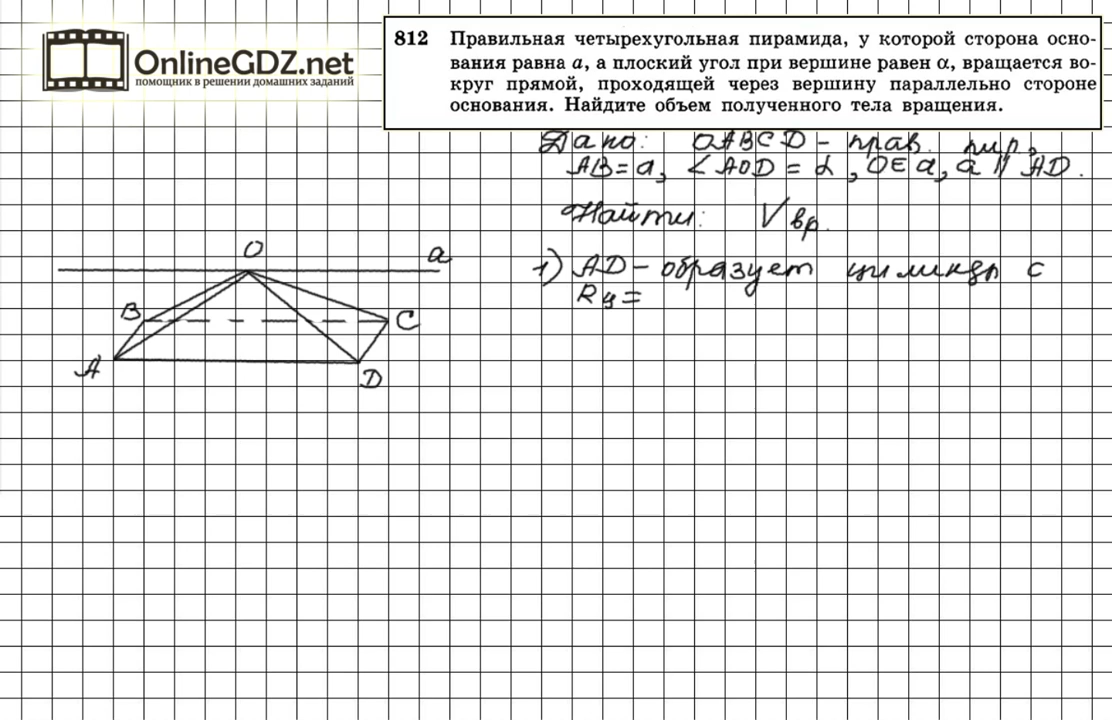 OnlineGDZ.net
помощник в решении домашних заданий
812 Правильная четырехугольная пирамида, у которой сторона осно-
вания равна a, а плоский угол при вершине равен α, вращается во-
круг прямой, проходящей через вершину параллельно стороне
основания. Найдите объем полученного тела вращения.
Дано: OABCD – прав. пир,
AB = a, ∠AOD = α, O∈a, a || AD.
Найти: Vвр.
1) AD – образует цилиндр с
Rц =
O
a
B
C
A
D